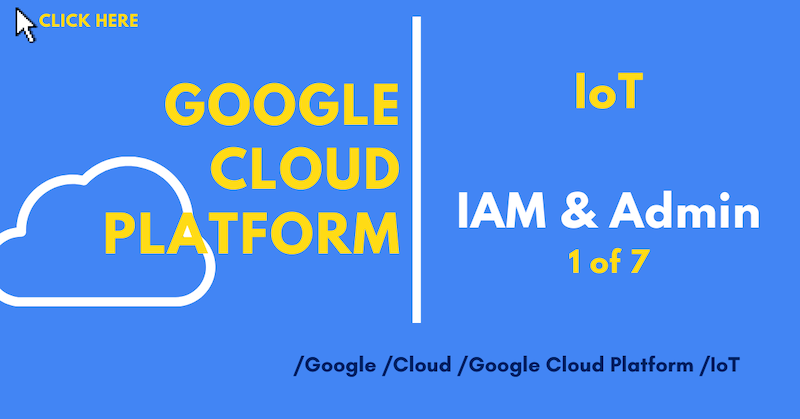 CLICK HERE
GOOGLE
CLOUD
PLATFORM
IoT
IAM & Admin
1 of 7
/Google /Cloud /Google Cloud Platform /IoT